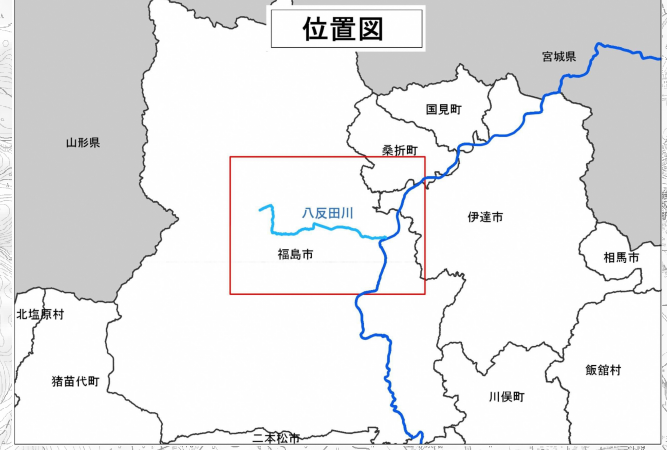 位置図
宮城県
国見町
山形県
桑折町
八反田川
伊達市
福島市
相馬市
北塩原村
飯舘村
猪苗代町
川俣町
二本松市